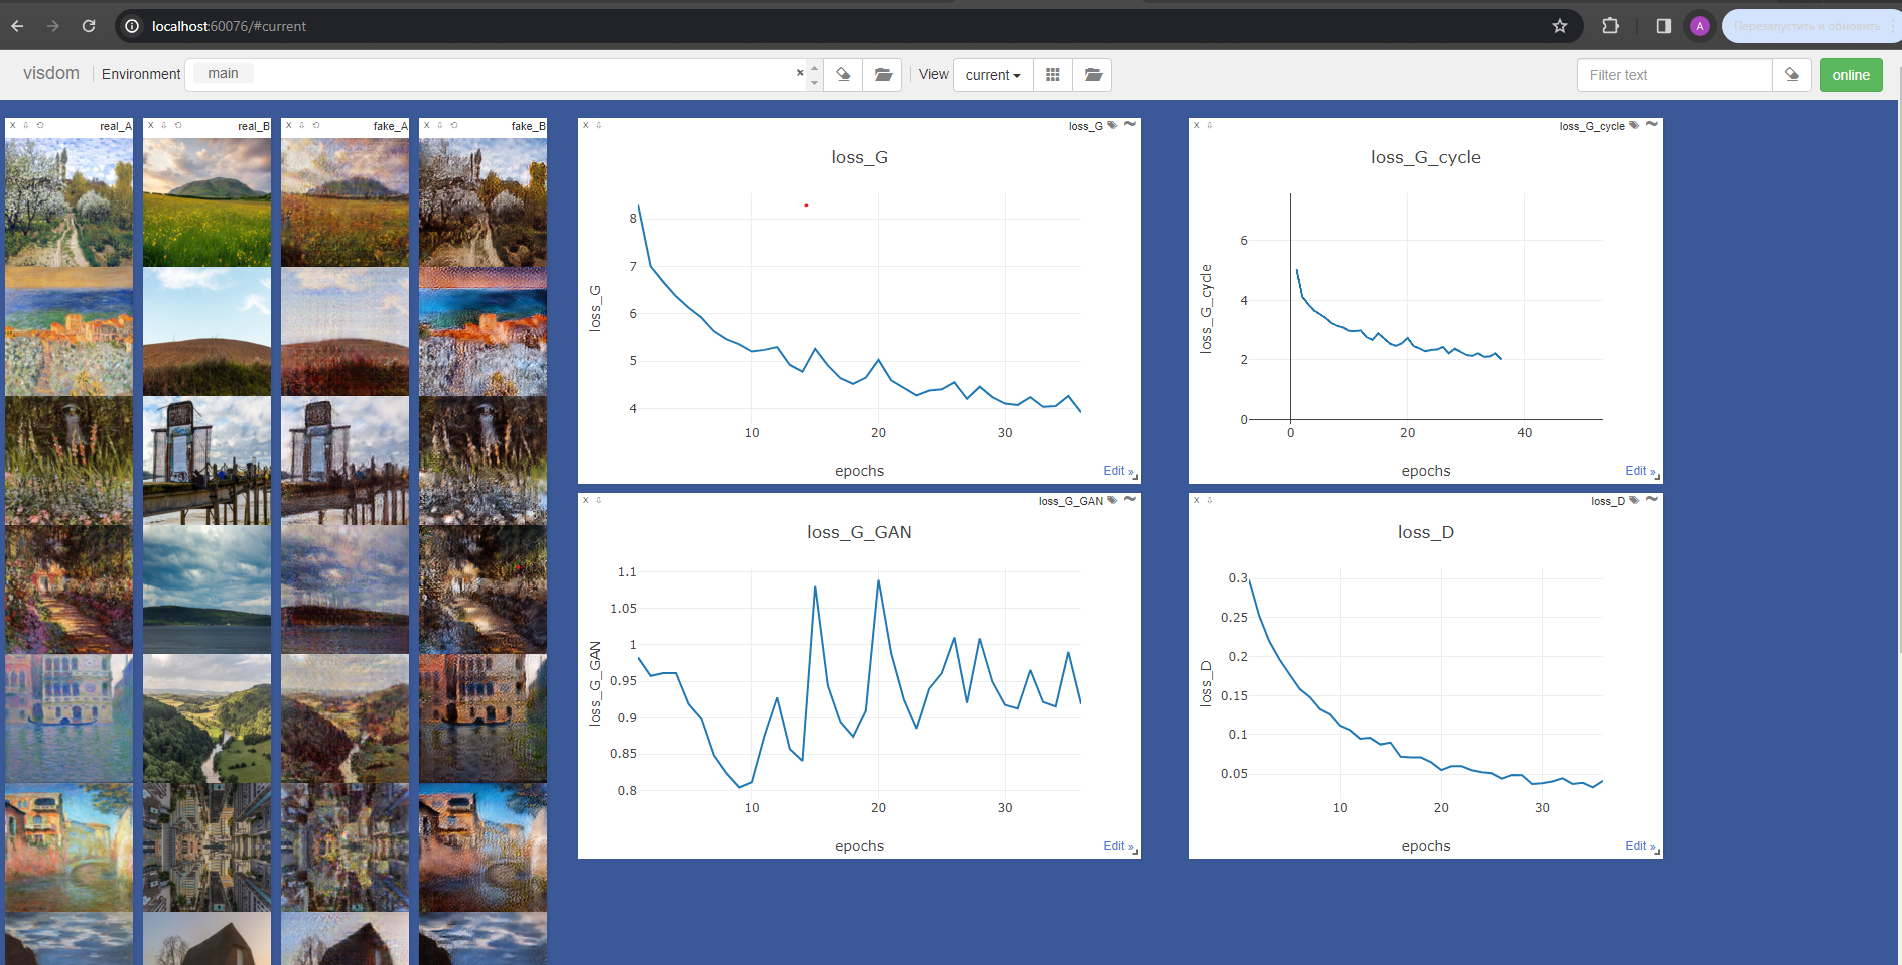 localhost:60076/#current
A
Перезапустить и обновить
visdom
Environment
main
×
View
current
Filter text
online
X real_A
X real_B
X fake_A
X fake_B
X loss_G
loss_G
8
7
6
5
4
10 20 30
loss_G
epochs
Edit »
X loss_G_cycle
loss_G_cycle
6
4
2
0
0 20 40
loss_G_cycle
epochs
Edit »
X loss_G_GAN
loss_G_GAN
1.1
1.05
1
0.95
0.9
0.85
0.8
10 20 30
loss_G_GAN
epochs
Edit »
X loss_D
loss_D
0.3
0.25
0.2
0.15
0.1
0.05
10 20 30
loss_D
epochs
Edit »